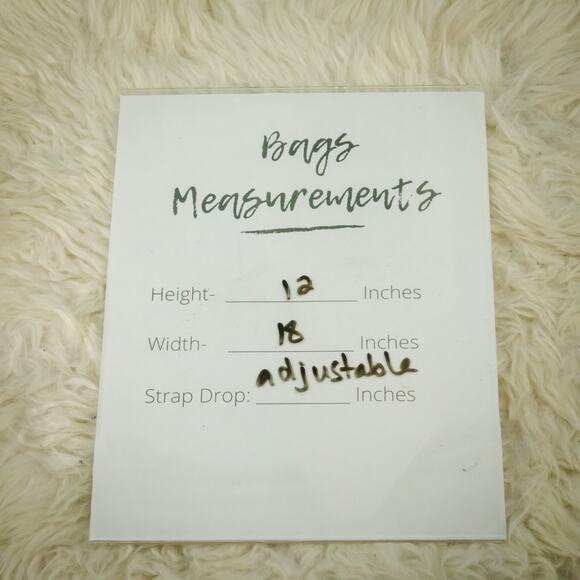 Bags
Measurements
Height- 12 Inches
Width- 18 Inches
adjustable
Strap Drop: Inches